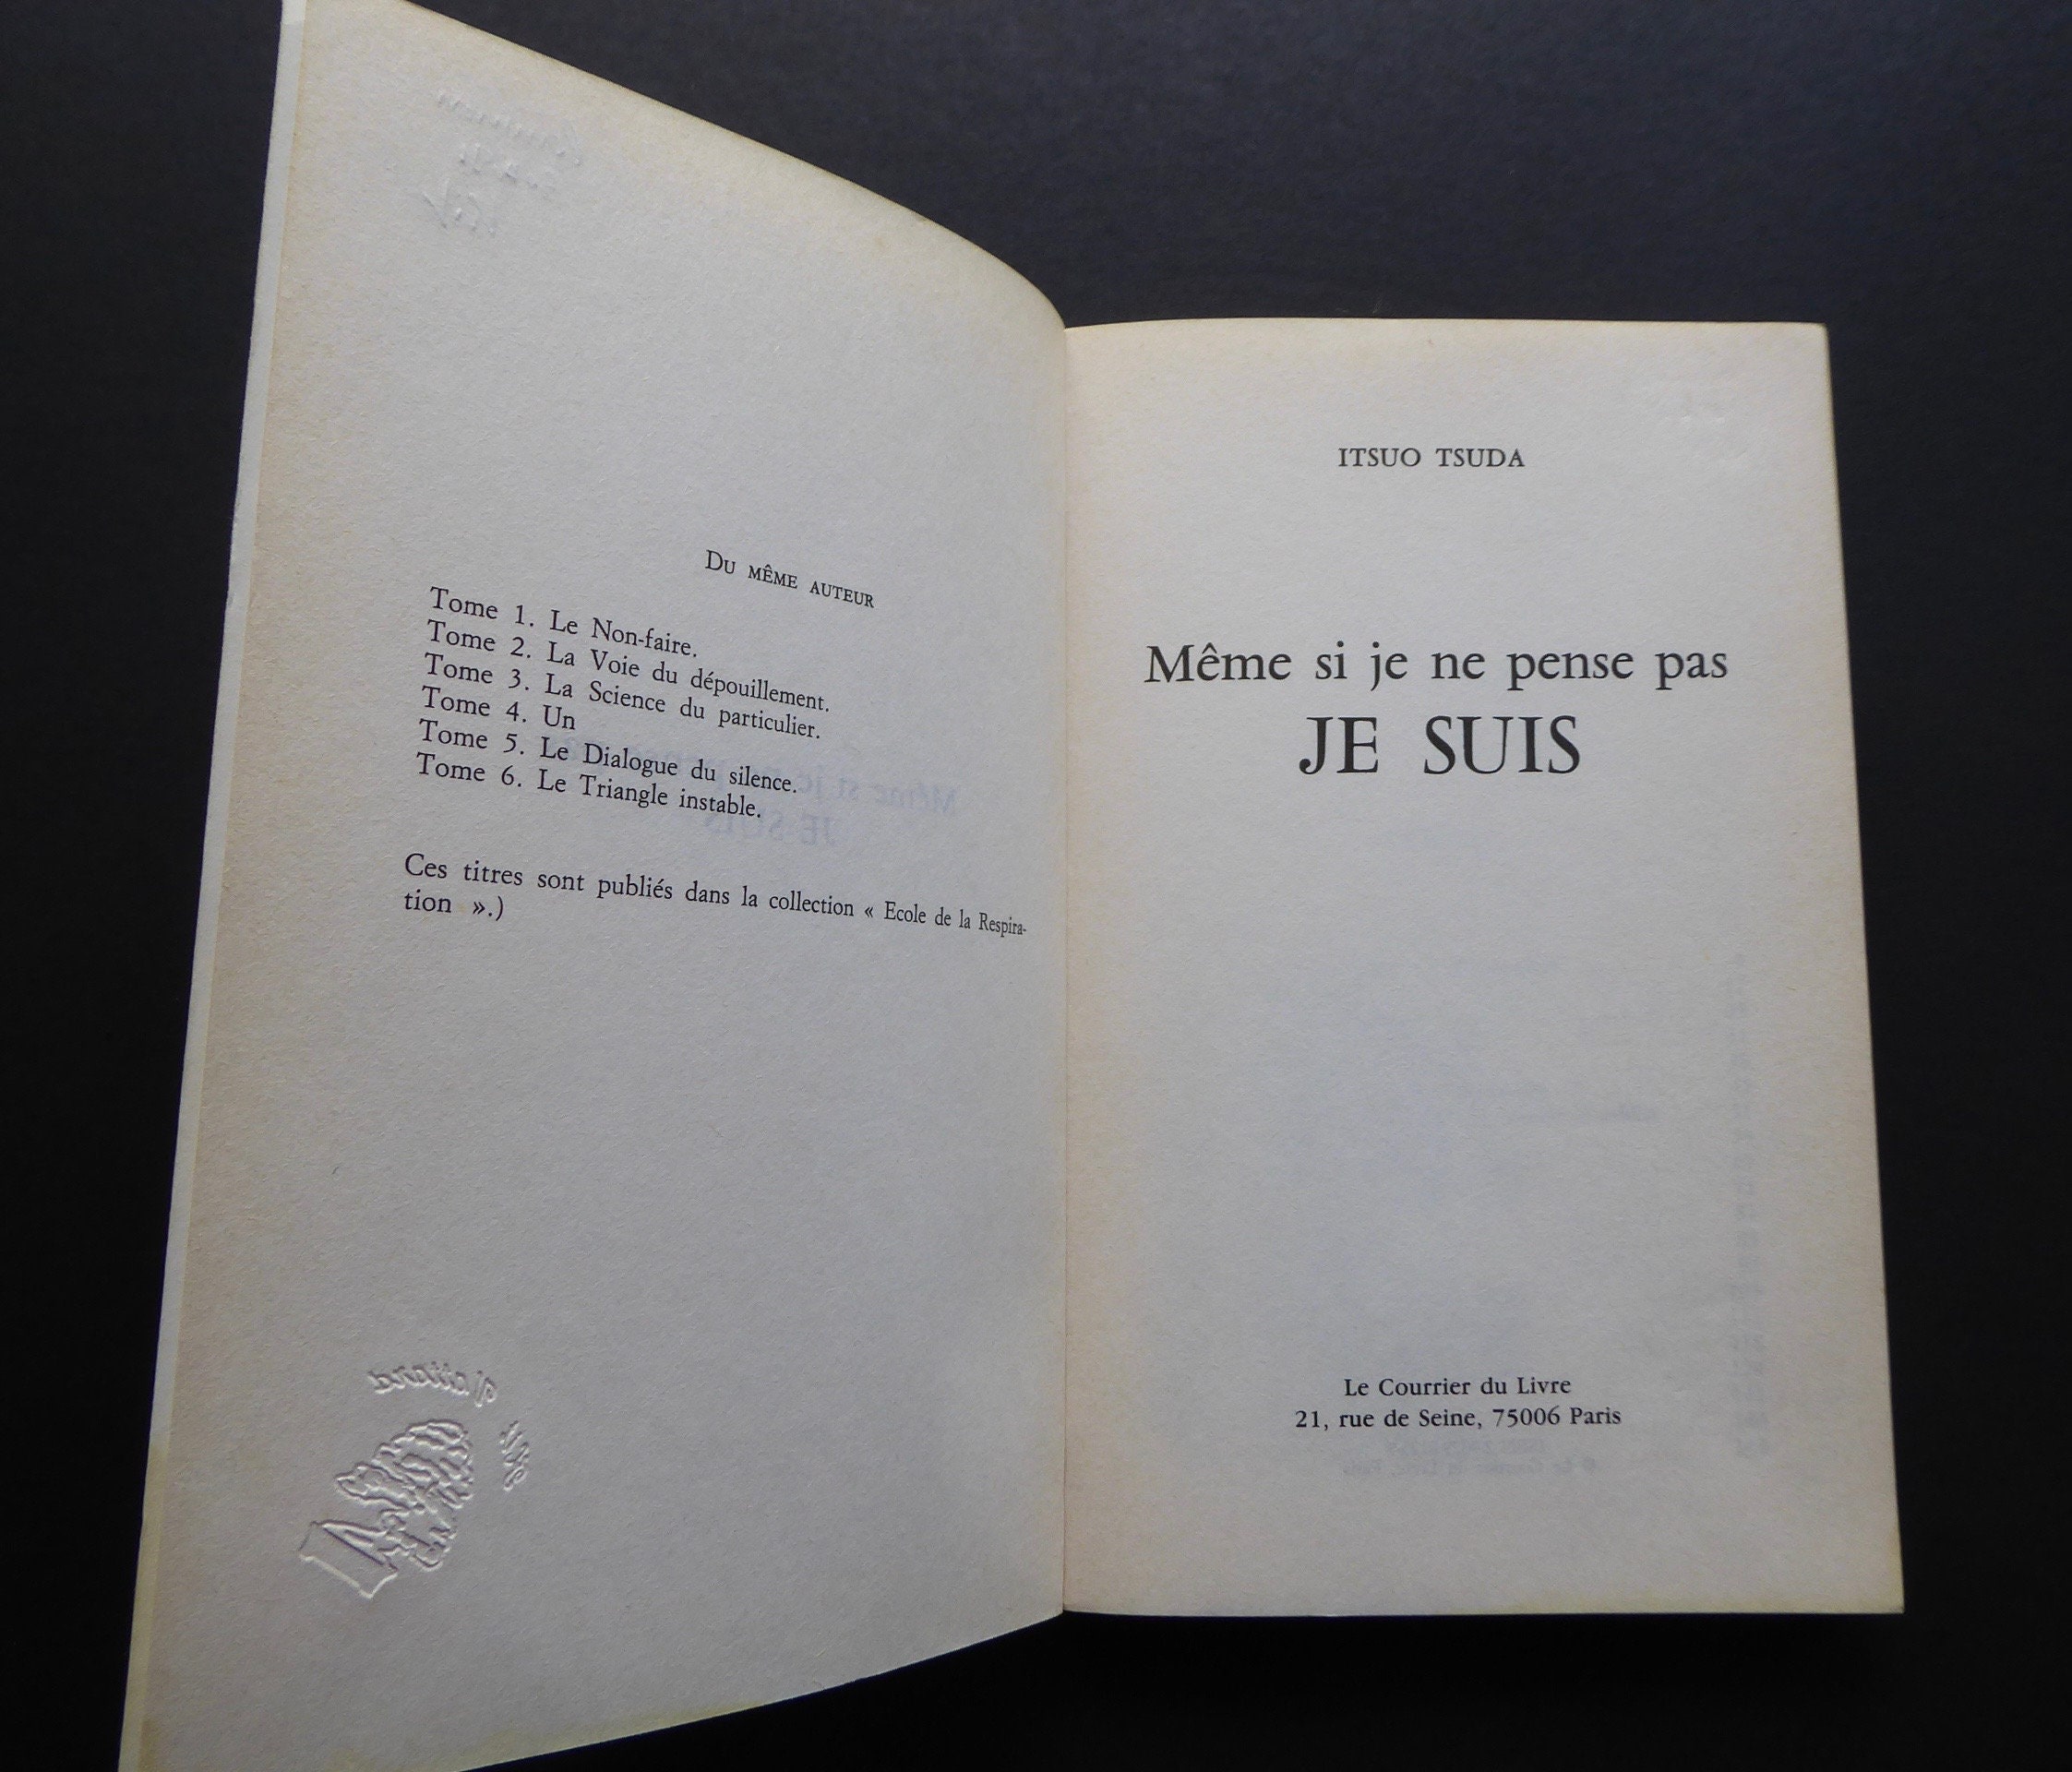 DU MÊME AUTEUR
Tome 1. Le Non-faire.
Tome 2. La Voie du dépouillement.
Tome 3. La Science du particulier.
Tome 4. Un
Tome 5. Le Dialogue du silence.
Tome 6. Le Triangle instable.
Ces titres sont publiés dans la collection « Ecole de la Respira-
tion ».)
ITSUO TSUDA
Même si je ne pense pas
JE SUIS
Le Courrier du Livre
21, rue de Seine, 75006 Paris